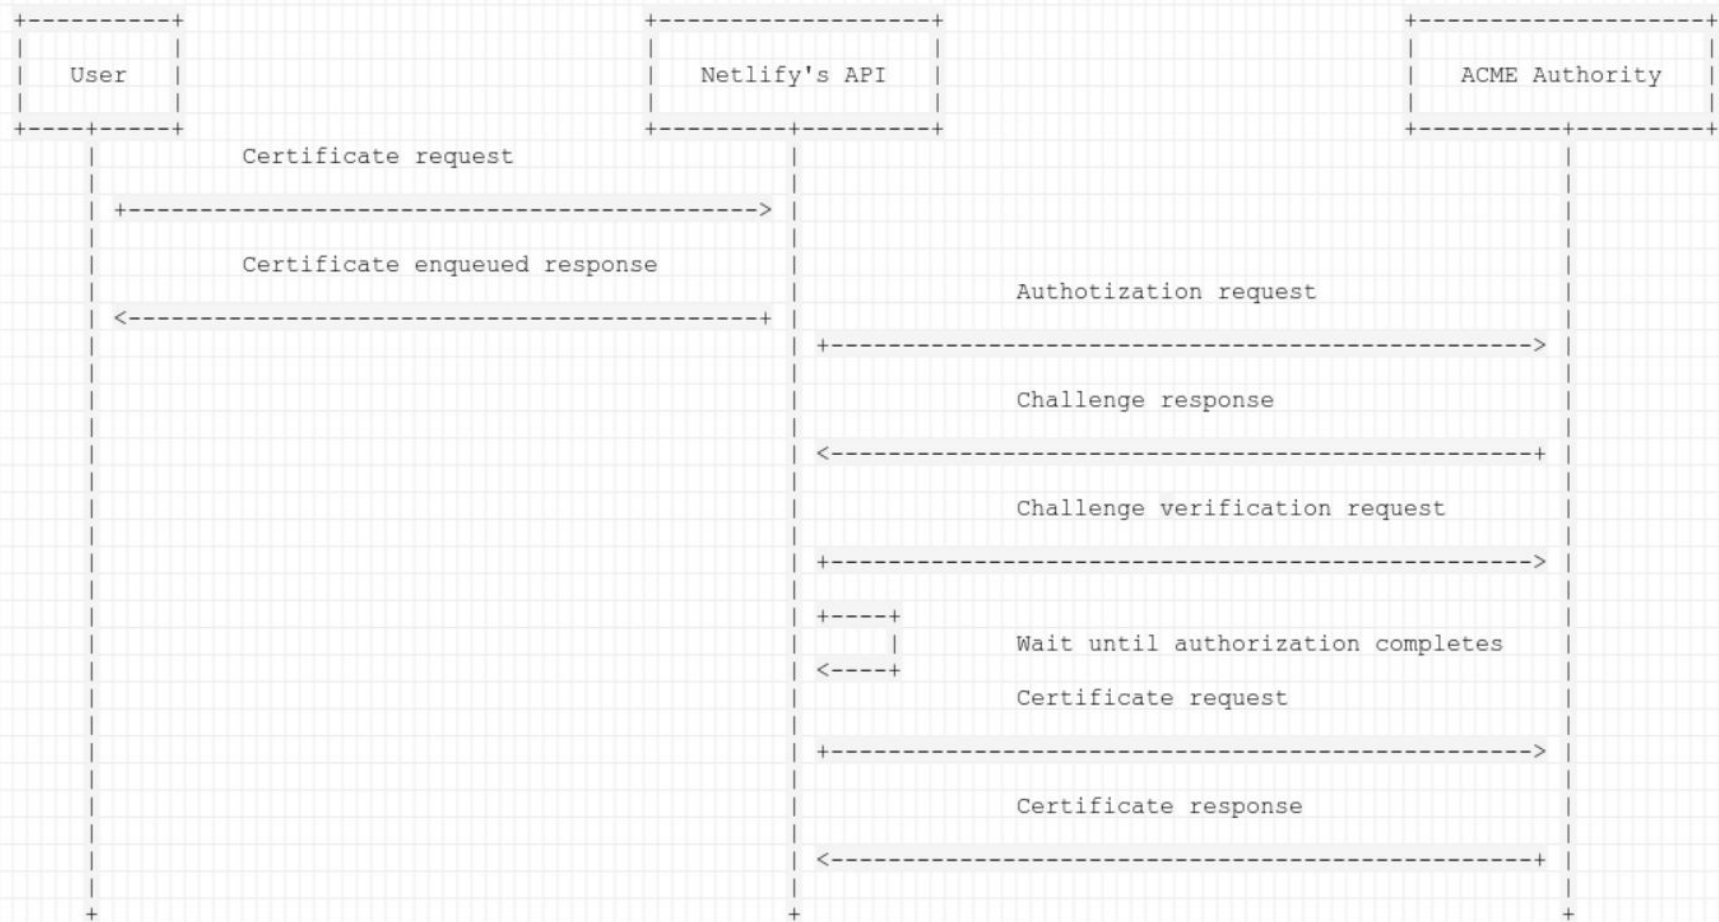 User
Netlify's API
ACME Authority
Certificate request
Certificate enqueued response
Authotization request
Challenge response
Challenge verification request
Wait until authorization completes
Certificate request
Certificate response